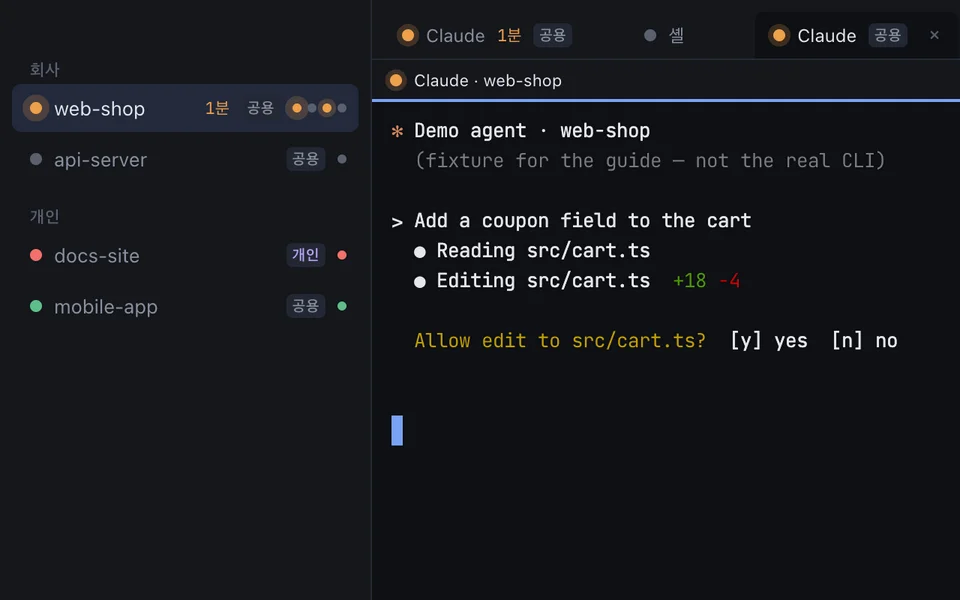 회사
web-shop 1분 공용
api-server 공용
개인
docs-site 개인
mobile-app 공용
Claude 1분 공용 셸 Claude 공용 ×
Claude · web-shop
* Demo agent · web-shop
(fixture for the guide — not the real CLI)
> Add a coupon field to the cart
● Reading src/cart.ts
● Editing src/cart.ts +18 -4
Allow edit to src/cart.ts? [y] yes [n] no